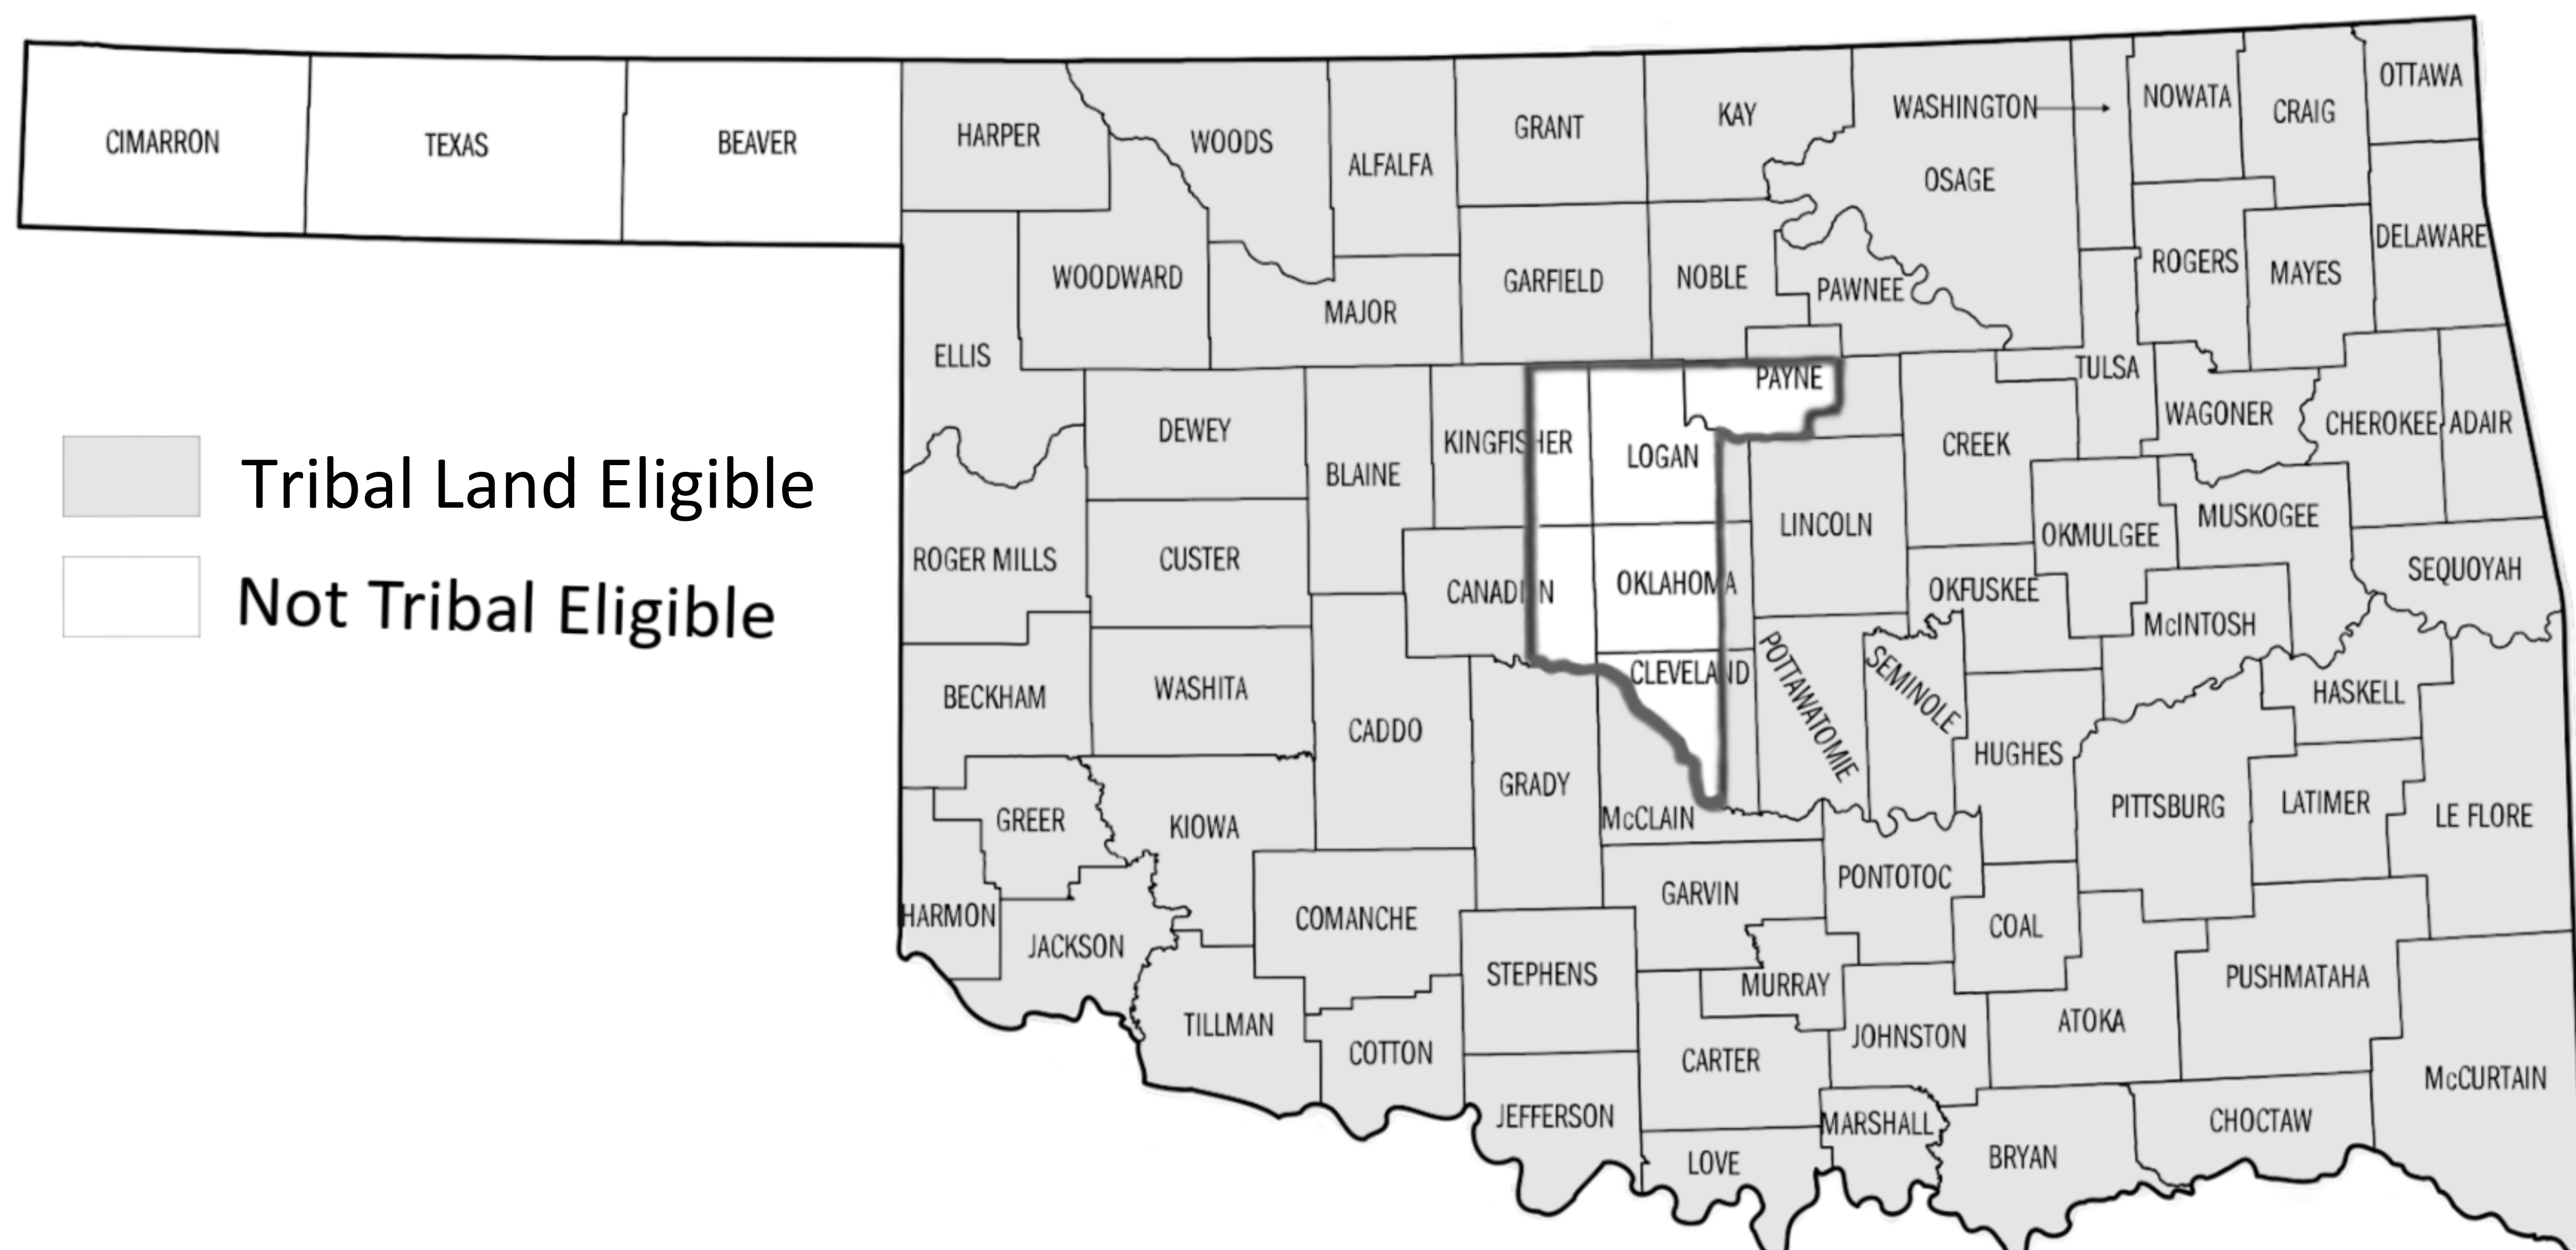 CIMARRON
TEXAS
BEAVER
HARPER
WOODS
ALFALFA
GRANT
KAY
WASHINGTON
OSAGE
NOWATA
CRAIG
OTTAWA
WOODWARD
MAJOR
GARFIELD
NOBLE
PAWNEE
ROGERS
MAYES
DELAWARE
ELLIS
DEWEY
BLAINE
KINGFISHER
LOGAN
PAYNE
CREEK
TULSA
WAGONER
CHEROKEE
ADAIR
Tribal Land Eligible
Not Tribal Eligible
ROGER MILLS
CUSTER
CANADIAN
OKLAHOMA
LINCOLN
OKFUSKEE
OKMULGEE
MUSKOGEE
SEQUOYAH
McINTOSH
BECKHAM
WASHITA
CADDO
GRADY
CLEVELAND
POTTAWATOMIE
SEMINOLE
HUGHES
HASKELL
GREER
KIOWA
McCLAIN
PITTSBURG
LATIMER
LE FLORE
HARMON
JACKSON
COMANCHE
GARVIN
PONTOTOC
COAL
STEPHENS
MURRAY
PUSHMATAHA
TILLMAN
COTTON
CARTER
JOHNSTON
ATOKA
McCURTAIN
JEFFERSON
LOVE
MARSHALL
BRYAN
CHOCTAW